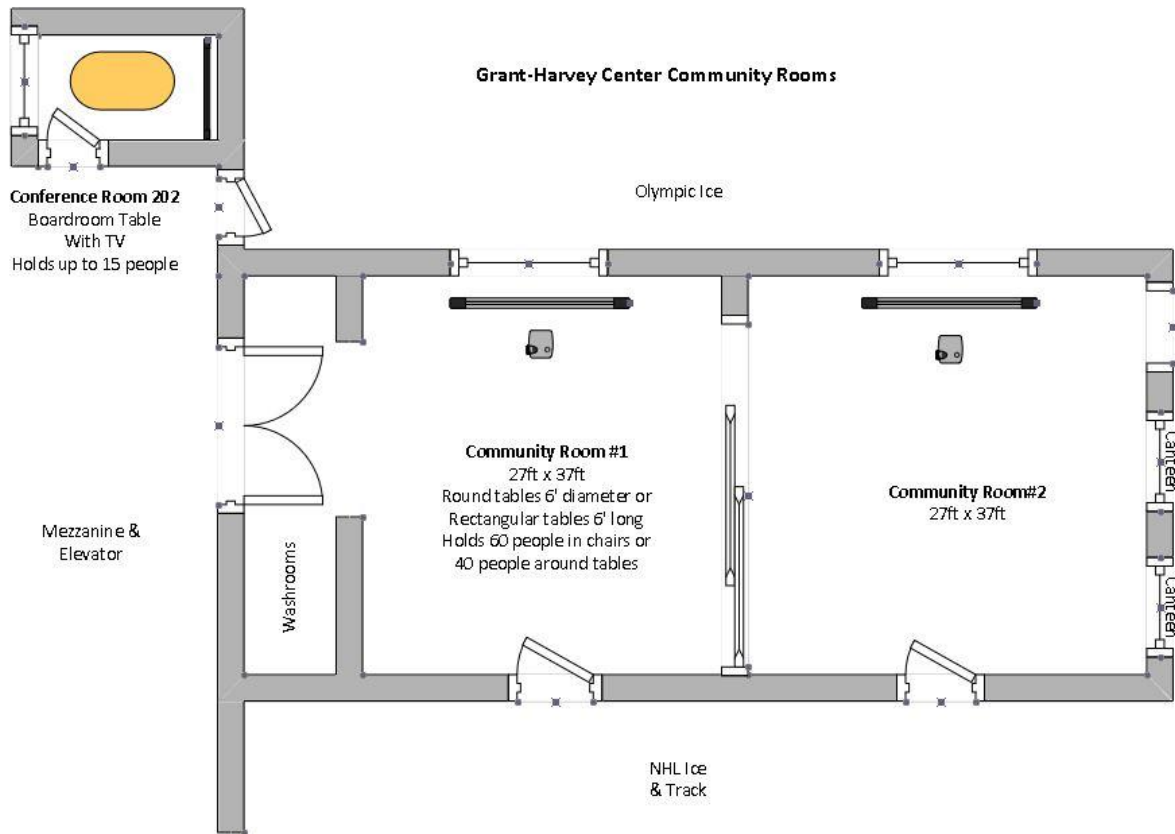 Grant-Harvey Center Community Rooms
Olympic Ice
Conference Room 202
Boardroom Table
With TV
Holds up to 15 people
Community Room #1
27ft x 37ft
Round tables 6' diameter or
Rectangular tables 6' long
Holds 60 people in chairs or
40 people around tables
Community Room#2
27ft x 37ft
Canteen
Canteen
Mezzanine &
Elevator
Washrooms
NHL Ice
& Track